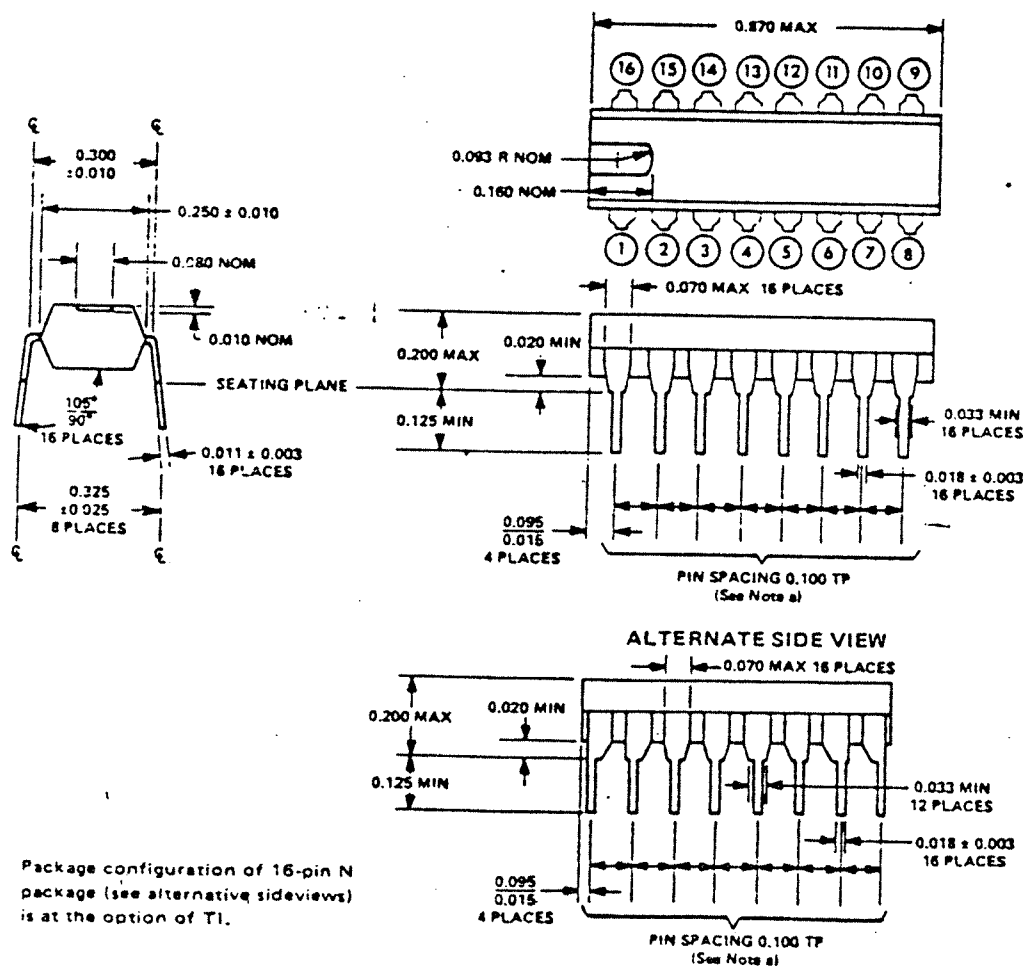 0.870 MAX
16 15 14 13 12 11 10 9
0.093 R NOM
0.160 NOM
1 2 3 4 5 6 7 8
℄ ℄
0.300
±0.010
0.250 ± 0.010
0.080 NOM
0.010 NOM
SEATING PLANE
105°
90°
16 PLACES
0.011 ± 0.003
16 PLACES
0.325
±0.025
8 PLACES
℄ ℄
0.070 MAX 16 PLACES
0.020 MIN
0.200 MAX
0.125 MIN
0.033 MIN
16 PLACES
0.018 ± 0.003
16 PLACES
0.095
0.015
4 PLACES
PIN SPACING 0.100 TP
(See Note a)
ALTERNATE SIDE VIEW
0.070 MAX 16 PLACES
0.020 MIN
0.200 MAX
0.125 MIN
0.033 MIN
12 PLACES
0.018 ± 0.003
16 PLACES
0.095
0.015
4 PLACES
PIN SPACING 0.100 TP
(See Note a)
Package configuration of 16-pin N
package (see alternative sideviews)
is at the option of TI.